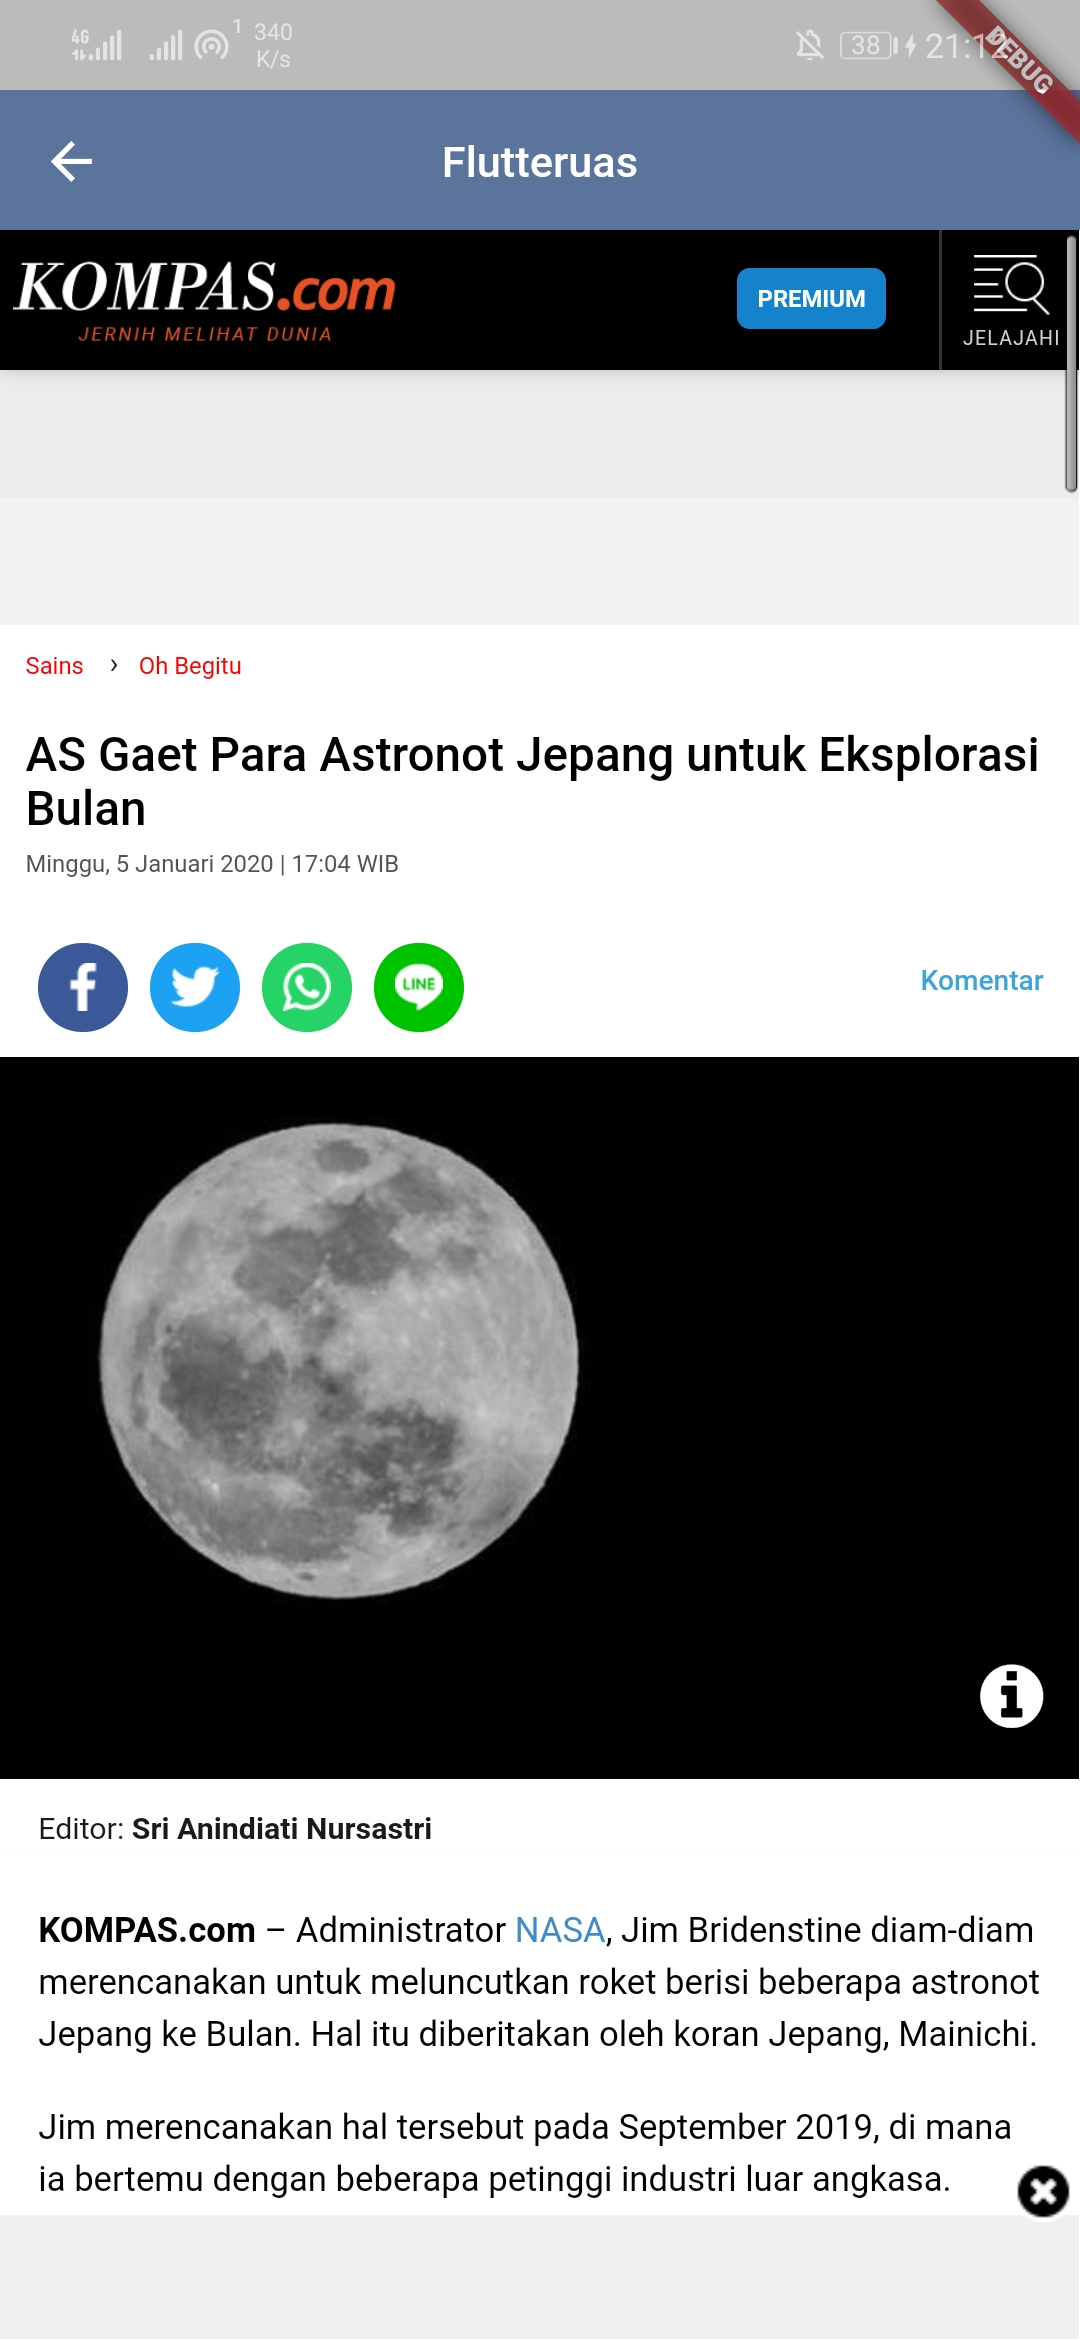 4G
1
340
K/s
38
DEBUG
Flutteruas
KOMPAS.com
JERNIH MELIHAT DUNIA
PREMIUM
JELAJAHI
Sains › Oh Begitu
AS Gaet Para Astronot Jepang untuk Eksplorasi
Bulan
Minggu, 5 Januari 2020 | 17:04 WIB
LINE
Komentar
Editor: Sri Anindiati Nursastri
KOMPAS.com – Administrator NASA, Jim Bridenstine diam-diam
merencanakan untuk meluncutkan roket berisi beberapa astronot
Jepang ke Bulan. Hal itu diberitakan oleh koran Jepang, Mainichi.
Jim merencanakan hal tersebut pada September 2019, di mana
ia bertemu dengan beberapa petinggi industri luar angkasa.